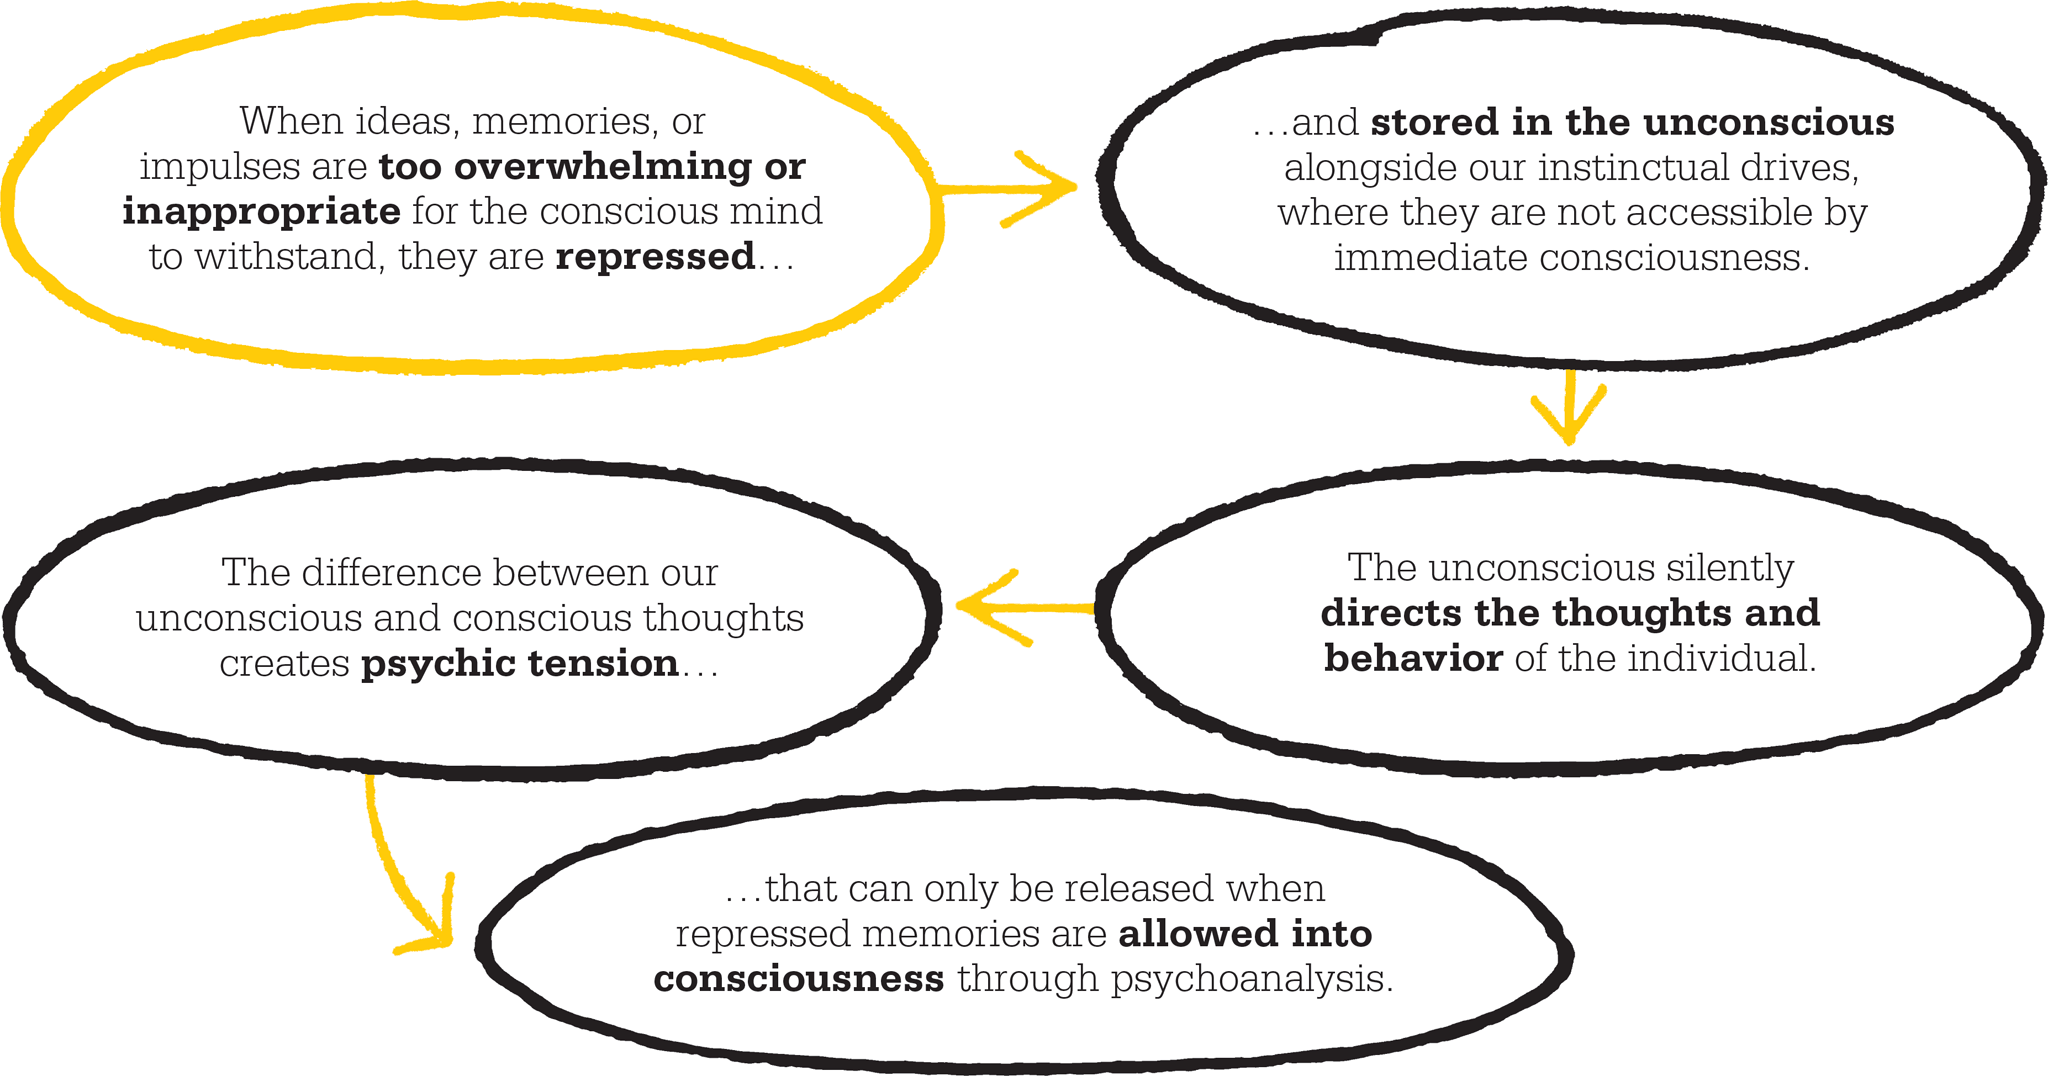 When ideas, memories, or
impulses are too overwhelming or
inappropriate for the conscious mind
to withstand, they are repressed…
…and stored in the unconscious
alongside our instinctual drives,
where they are not accessible by
immediate consciousness.
The unconscious silently
directs the thoughts and
behavior of the individual.
The difference between our
unconscious and conscious thoughts
creates psychic tension…
…that can only be released when
repressed memories are allowed into
consciousness through psychoanalysis.